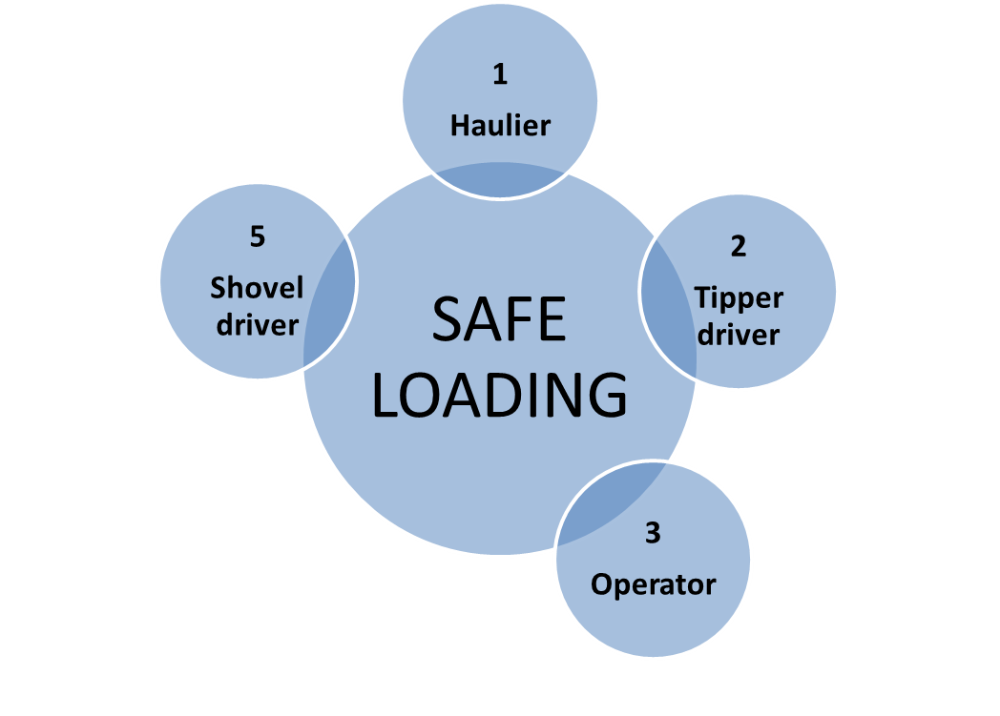 1
Haulier
5
Shovel
driver
SAFE
LOADING
2
Tipper
driver
3
Operator